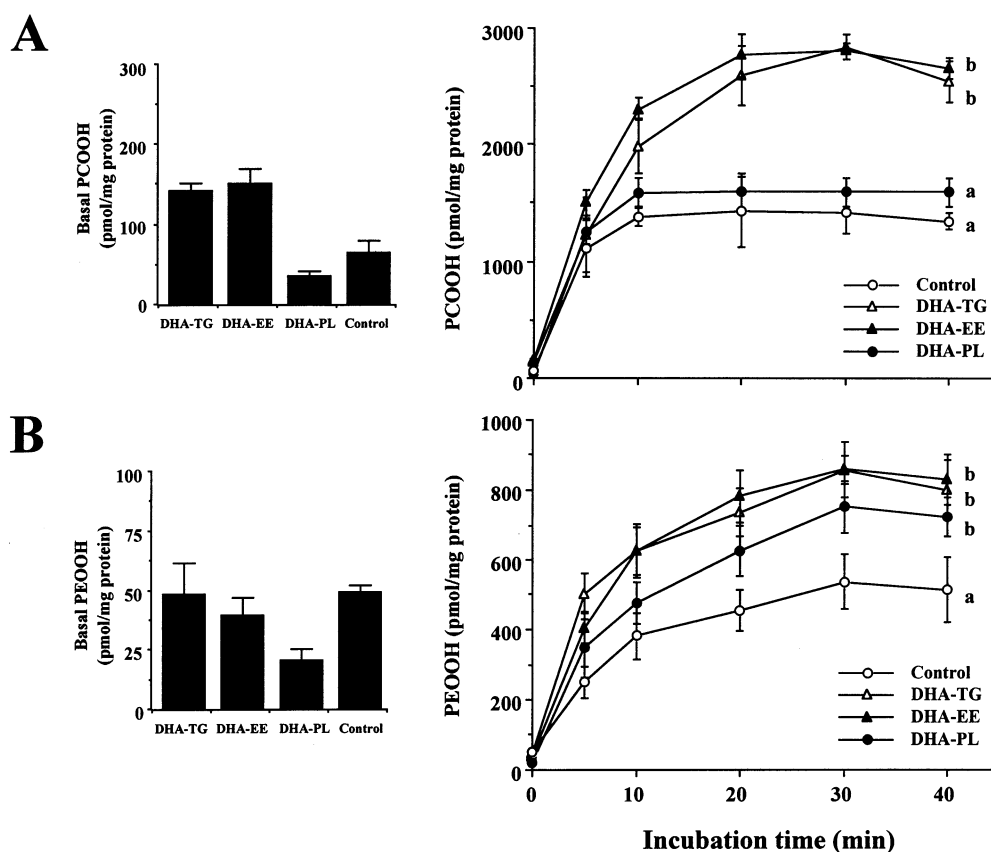 A
Basal PCOOH
(pmol/mg protein)
300
200
100
0
DHA-TG DHA-EE DHA-PL Control
PCOOH (pmol/mg protein)
3000
2000
1000
0
b
b
a
a
Control
DHA-TG
DHA-EE
DHA-PL
B
Basal PEOOH
(pmol/mg protein)
100
75
50
25
0
DHA-TG DHA-EE DHA-PL Control
PEOOH (pmol/mg protein)
1000
800
600
400
200
0
b
b
b
a
Control
DHA-TG
DHA-EE
DHA-PL
0 10 20 30 40
Incubation time (min)